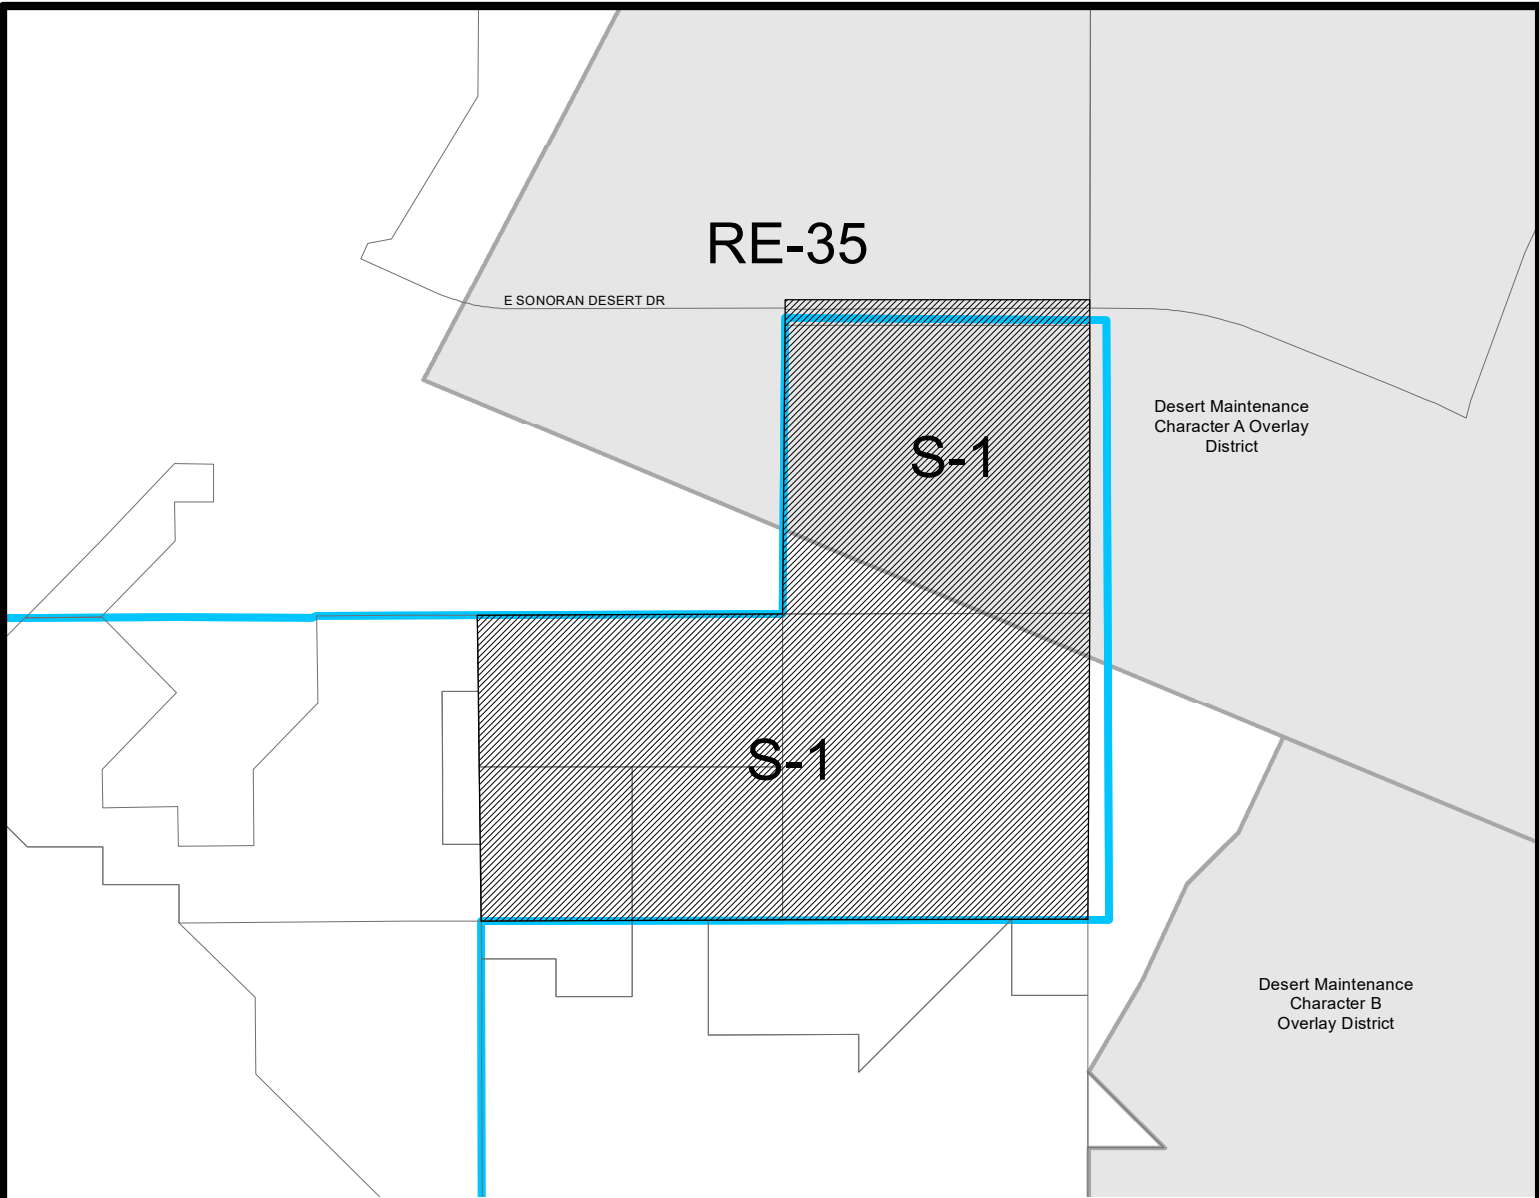 RE-35
E SONORAN DESERT DR
Desert Maintenance
Character A Overlay
District
S-1
S-1
Desert Maintenance
Character B
Overlay District